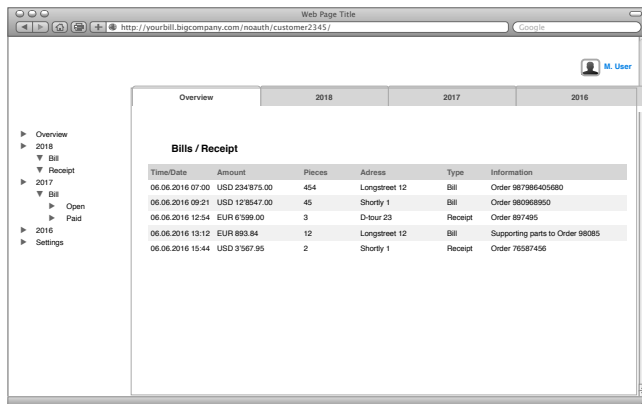 Web Page Title
http://yourbill.bigcompany.com/noauth/customer2345/
Google
M. User
Overview 2018 2017 2016
Overview
2018
Bill
Receipt
2017
Bill
Open
Paid
2016
Settings
Bills / Receipt
Time/Date Amount Pieces Adress Type Information
06.06.2016 07:00 USD 234'875.00 454 Longstreet 12 Bill Order 987986405680
06.06.2016 09:21 USD 12'8547.00 45 Shortly 1 Bill Order 980968950
06.06.2016 12:54 EUR 6'599.00 3 D-tour 23 Receipt Order 897495
06.06.2016 13:12 EUR 893.84 12 Longstreet 12 Bill Supporting parts to Order 98085
06.06.2016 15:44 USD 3'567.95 2 Shortly 1 Receipt Order 76587456